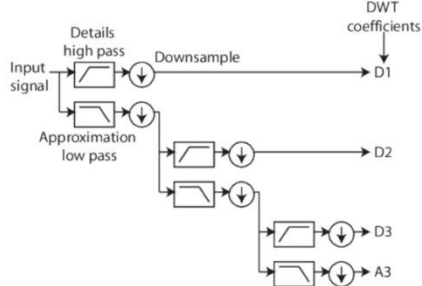 DWT
coefficients
Details
high pass
Downsample
Input
signal
D1
Approximation
low pass
D2
D3
A3